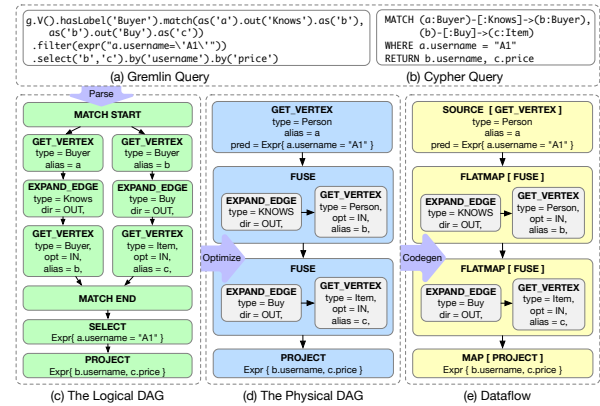 g.V().hasLabel('Buyer').match(as('a').out('Knows').as('b'),
as('b').out('Buy').as('c'))
.filter(expr("a.username=\'A1\'"))
.select('b','c').by('username').by('price')
(a) Gremlin Query
MATCH (a:Buyer)-[:Knows]->(b:Buyer),
(b)-[:Buy]->(c:Item)
WHERE a.username = "A1"
RETURN b.username, c.price
(b) Cypher Query
Parse
MATCH START
GET_VERTEX
type = Buyer
alias = a
GET_VERTEX
type = Buyer
alias = b
EXPAND_EDGE
type = Knows
dir = OUT,
EXPAND_EDGE
type = Buy
dir = OUT,
GET_VERTEX
type = Buyer,
opt = IN,
alias = b,
GET_VERTEX
type = Item,
opt = IN,
alias = c,
MATCH END
SELECT
Expr{ a.username = "A1" }
PROJECT
Expr{ b.username, c.price }
(c) The Logical DAG
Optimize
GET_VERTEX
type = Person
alias = a
pred = Expr{ a.username = "A1" }
FUSE
EXPAND_EDGE
type = KNOWS
dir = OUT,
GET_VERTEX
type = Person,
opt = IN,
alias = b,
FUSE
EXPAND_EDGE
type = Buy
dir = OUT,
GET_VERTEX
type = Item,
opt = IN,
alias = c,
PROJECT
Expr { b.username, c.price }
(d) The Physical DAG
Codegen
SOURCE [ GET_VERTEX ]
type = Person
alias = a
pred = Expr{ a.username = "A1" }
FLATMAP [ FUSE ]
EXPAND_EDGE
type = KNOWS
dir = OUT,
GET_VERTEX
type = Person,
opt = IN,
alias = b,
FLATMAP [ FUSE ]
EXPAND_EDGE
type = Buy
dir = OUT,
GET_VERTEX
type = Item,
opt = IN,
alias = c,
MAP [ PROJECT ]
Expr { b.username, c.price }
(e) Dataflow